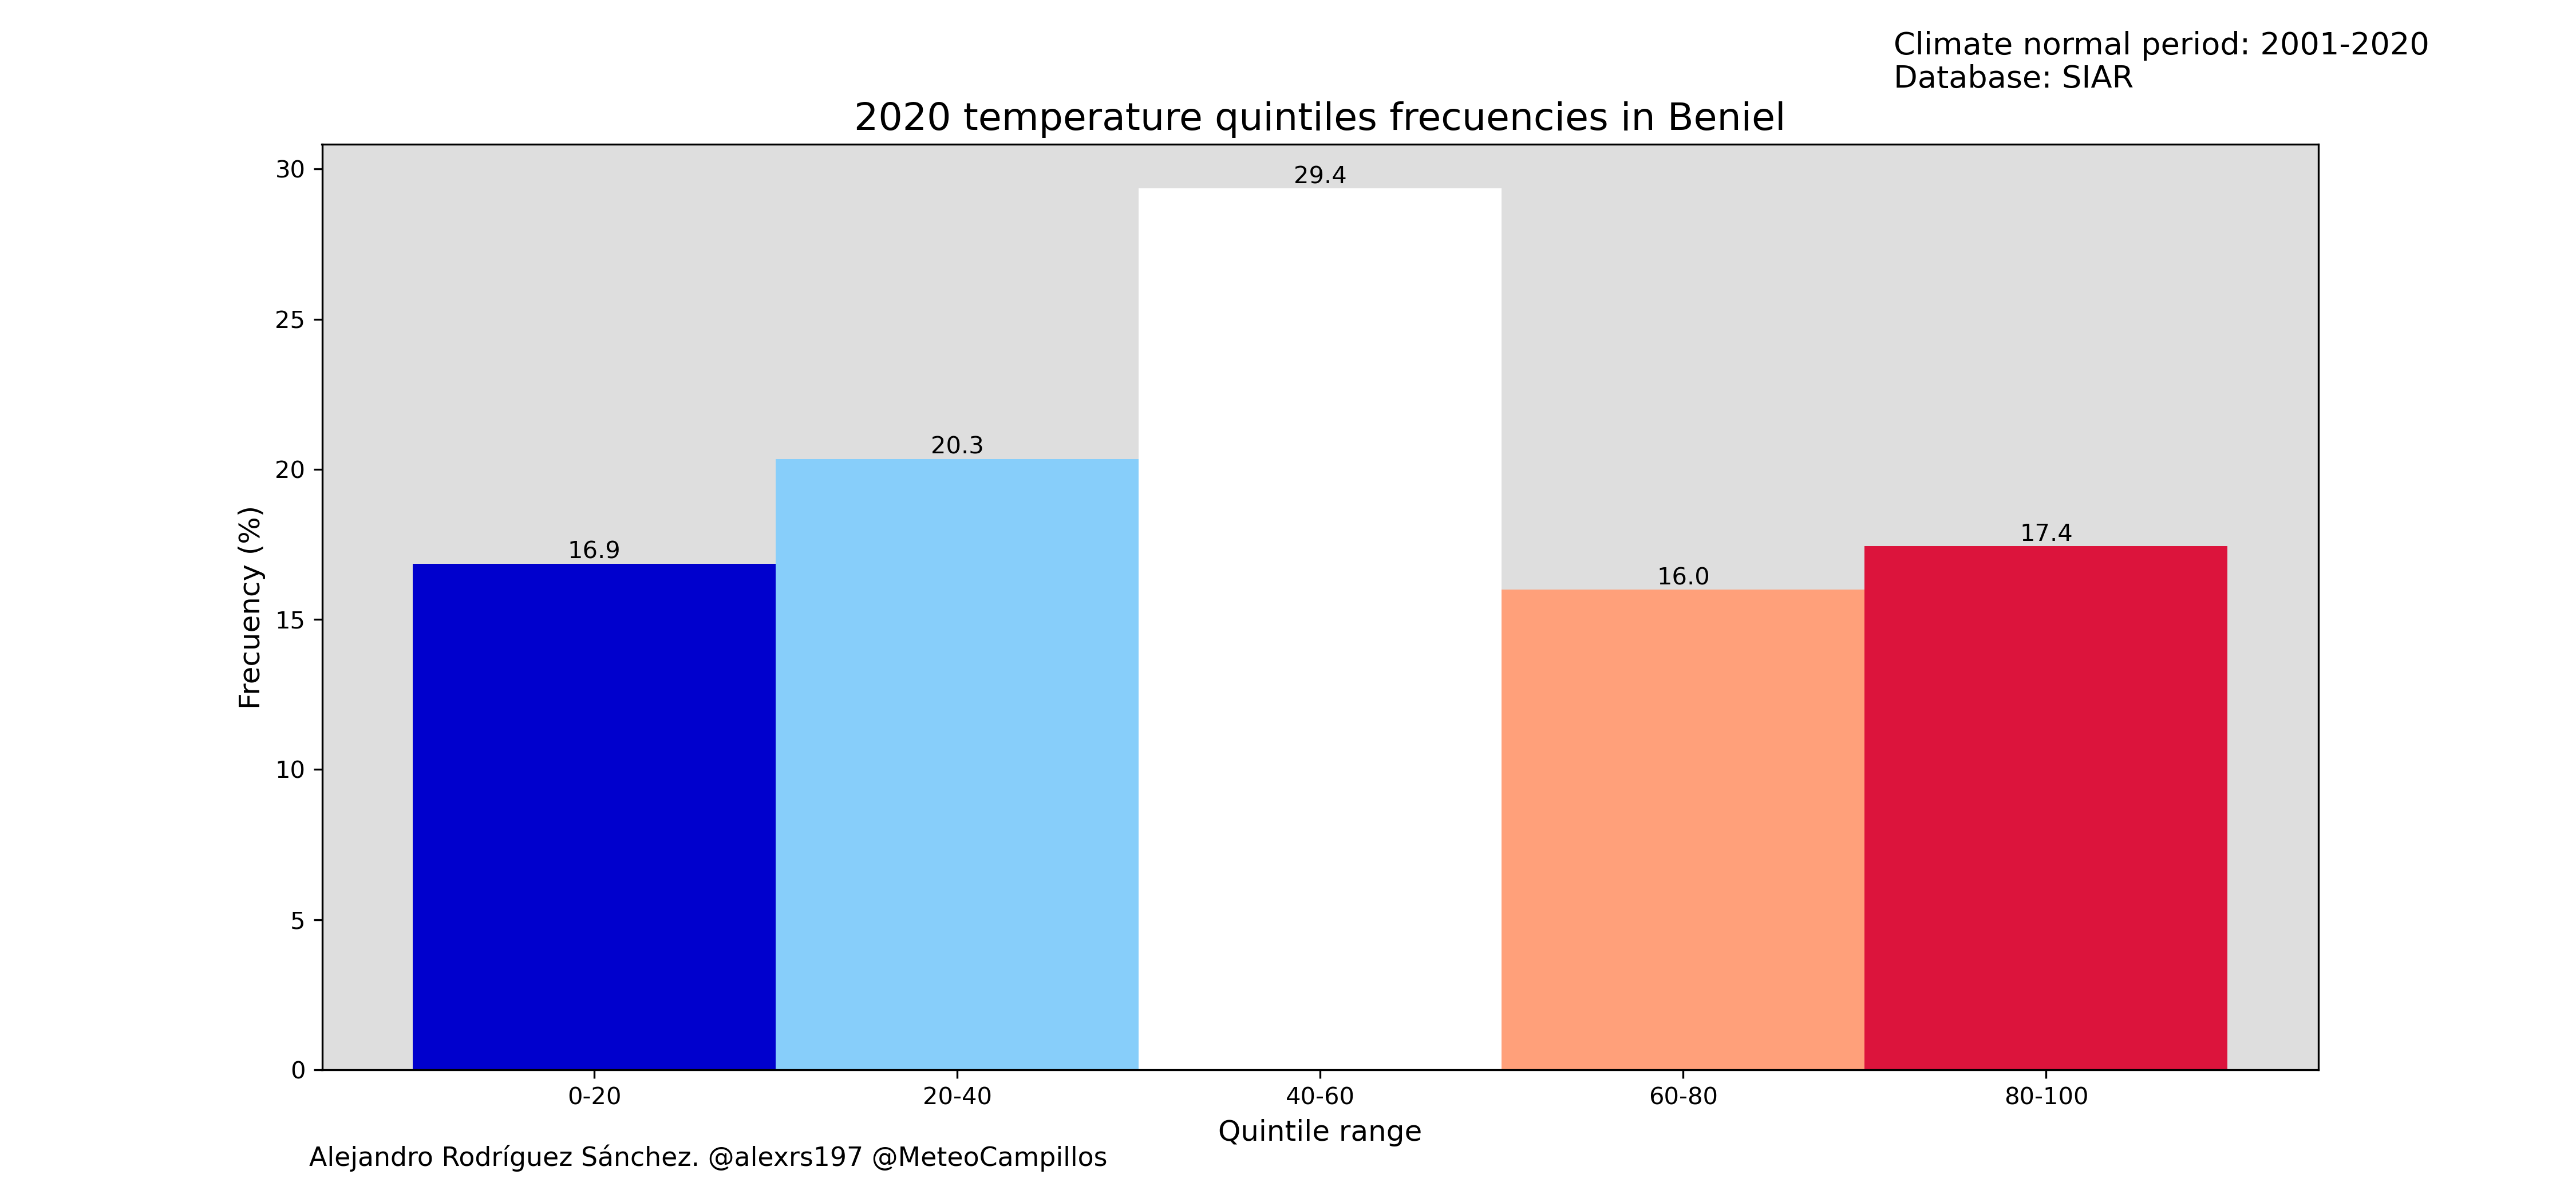 Climate normal period: 2001-2020
Database: SIAR
2020 temperature quintiles frecuencies in Beniel
30
25
20
15
10
5
0
Frecuency (%)
16.9
20.3
29.4
16.0
17.4
0-20
20-40
40-60
60-80
80-100
Quintile range
Alejandro Rodríguez Sánchez. @alexrs197 @MeteoCampillos